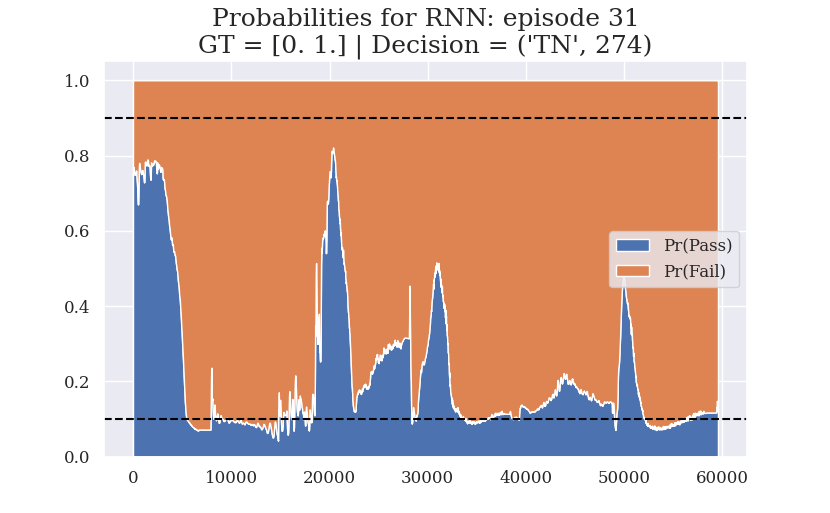 Probabilities for RNN: episode 31
GT = [0. 1.] | Decision = ('TN', 274)
1.0
0.8
0.6
0.4
0.2
0.0
Pr(Pass)
Pr(Fail)
0 10000 20000 30000 40000 50000 60000